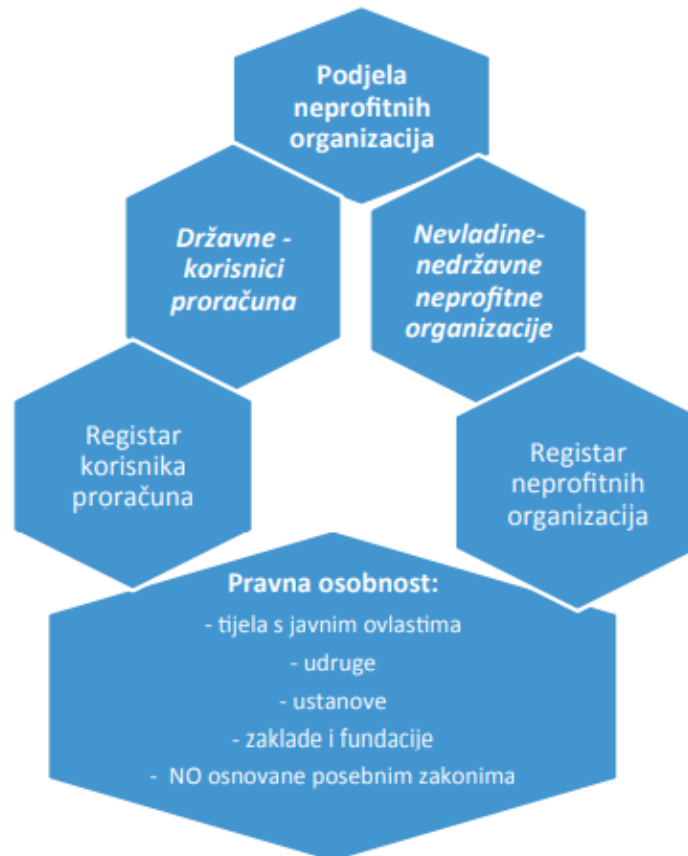 Podjela
neprofitnih
organizacija
Državne -
korisnici
proračuna
Nevladine-
nedržavne
neprofitne
organizacije
Registar
korisnika
proračuna
Registar
neprofitnih
organizacija
Pravna osobnost:
- tijela s javnim ovlastima
- udruge
- ustanove
- zaklade i fundacije
- NO osnovane posebnim zakonima